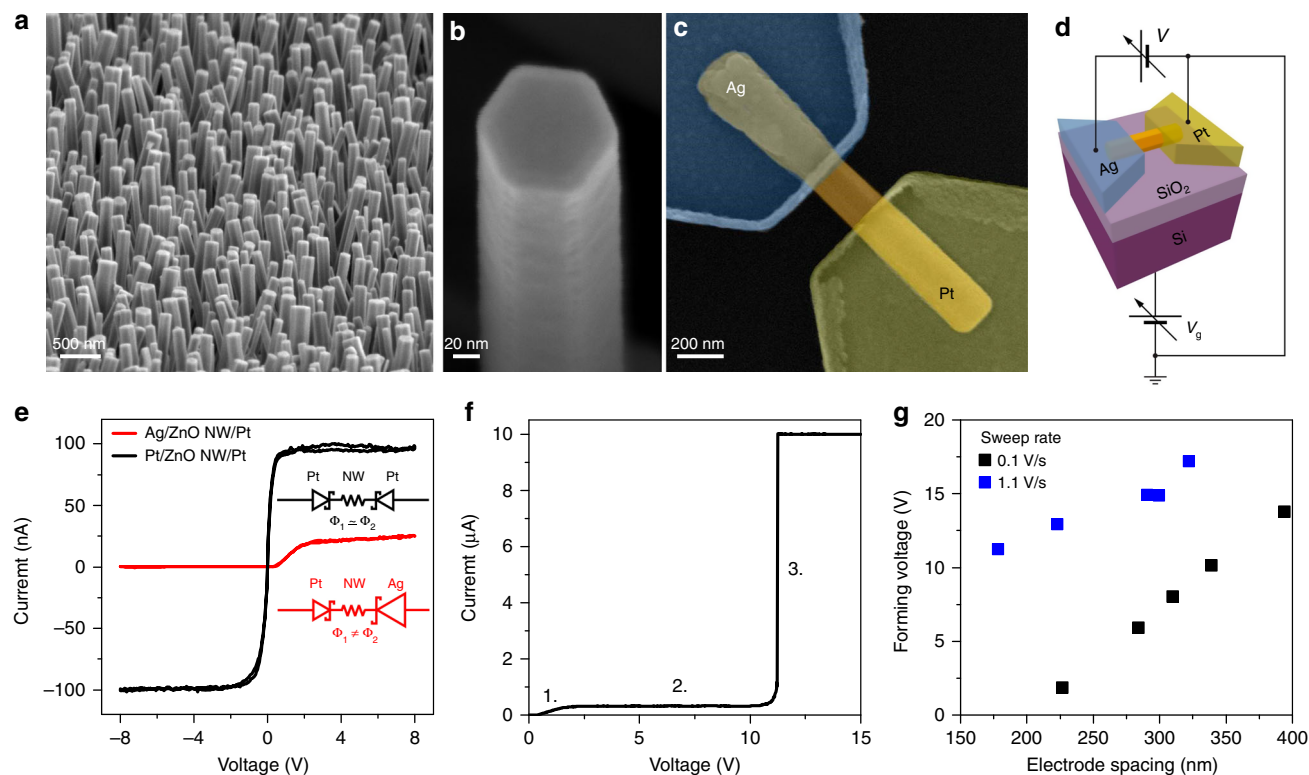 a
500 nm
b
20 nm
c
Ag
Pt
200 nm
d
V
Ag
Pt
SiO₂
Si
Vg
e
Ag/ZnO NW/Pt
Pt/ZnO NW/Pt
Pt NW Pt
Φ₁ ≃ Φ₂
Pt NW Ag
Φ₁ ≠ Φ₂
100
50
0
−50
−100
−8 −4 0 4 8
Curremt (nA)
Voltage (V)
f
10
8
6
4
2
0
1.
2.
3.
0 5 10 15
Curremt (μA)
Voltage (V)
g
Sweep rate
0.1 V/s
1.1 V/s
20
15
10
5
0
150 200 250 300 350 400
Forming voltage (V)
Electrode spacing (nm)